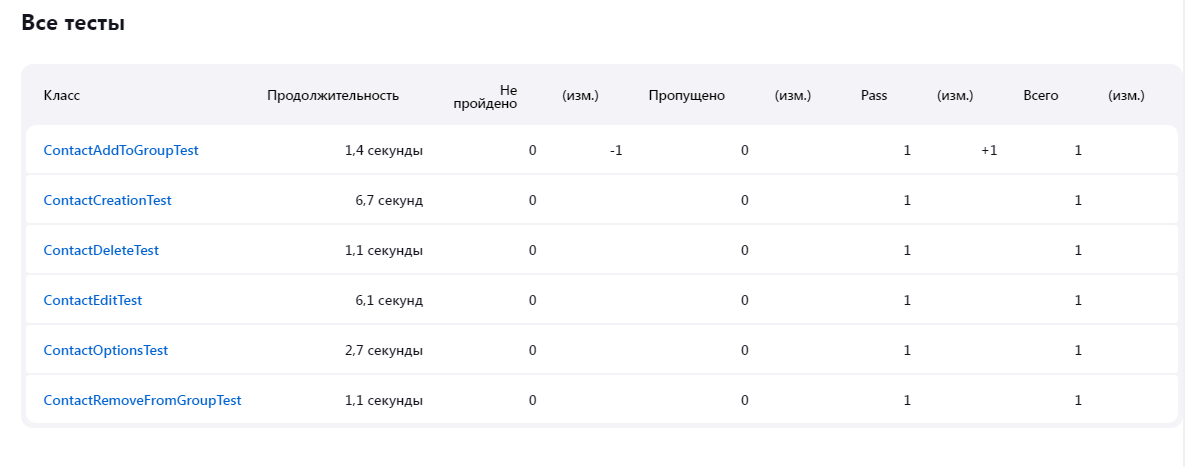 Все тесты
Класс Продолжительность Не пройдено (изм.) Пропущено (изм.) Pass (изм.) Всего (изм.)
ContactAddToGroupTest 1,4 секунды 0 -1 0 1 +1 1
ContactCreationTest 6,7 секунд 0 0 1 1
ContactDeleteTest 1,1 секунды 0 0 1 1
ContactEditTest 6,1 секунд 0 0 1 1
ContactOptionsTest 2,7 секунды 0 0 1 1
ContactRemoveFromGroupTest 1,1 секунды 0 0 1 1